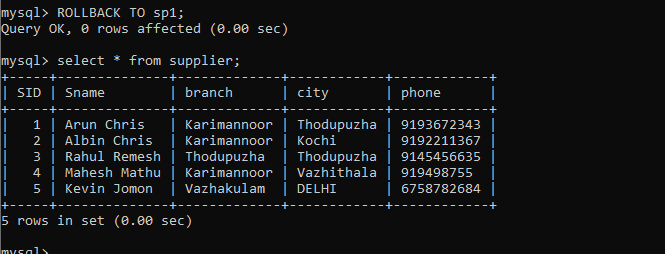 mysql> ROLLBACK TO sp1;
Query OK, 0 rows affected (0.00 sec)
mysql> select * from supplier;
+-----+--------------+------------+------------+------------+
| SID | Sname        | branch     | city       | phone      |
+-----+--------------+------------+------------+------------+
|   1 | Arun Chris   | Karimannoor | Thodupuzha | 9193672343 |
|   2 | Albin Chris  | Karimannoor | Kochi      | 9192211367 |
|   3 | Rahul Remesh | Thodupuzha | Thodupuzha | 9145456635 |
|   4 | Mahesh Mathu | Karimannoor | Vazhithala | 919498755  |
|   5 | Kevin Jomon  | Vazhakulam | DELHI      | 6758782684 |
+-----+--------------+------------+------------+------------+
5 rows in set (0.00 sec)
mysql>